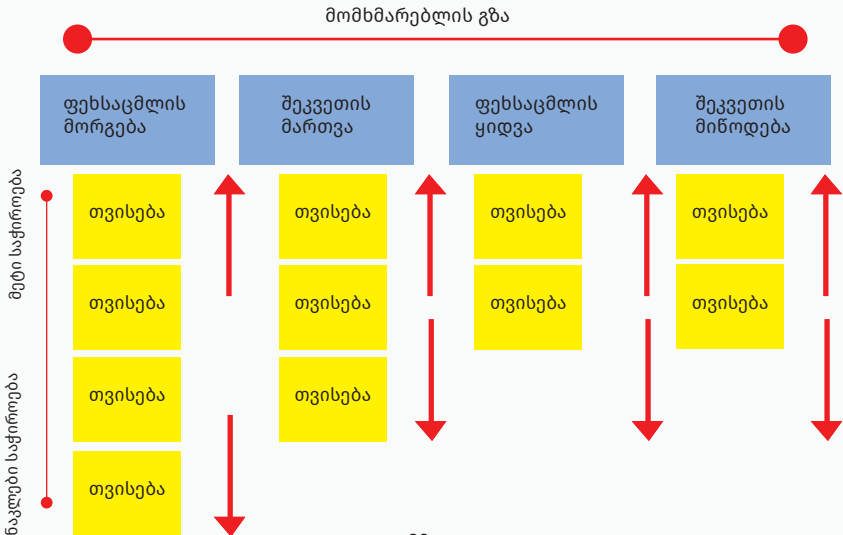 მომხმარებლის გზა
ფეხსაცმლის
მორგება
შეკვეთის
მართვა
ფეხსაცმლის
ყიდვა
შეკვეთის
მიწოდება
მეტი საჭიროება
ნაკლები საჭიროება
თვისება
თვისება
თვისება
თვისება
თვისება
თვისება
თვისება
თვისება
თვისება
თვისება
თვისება